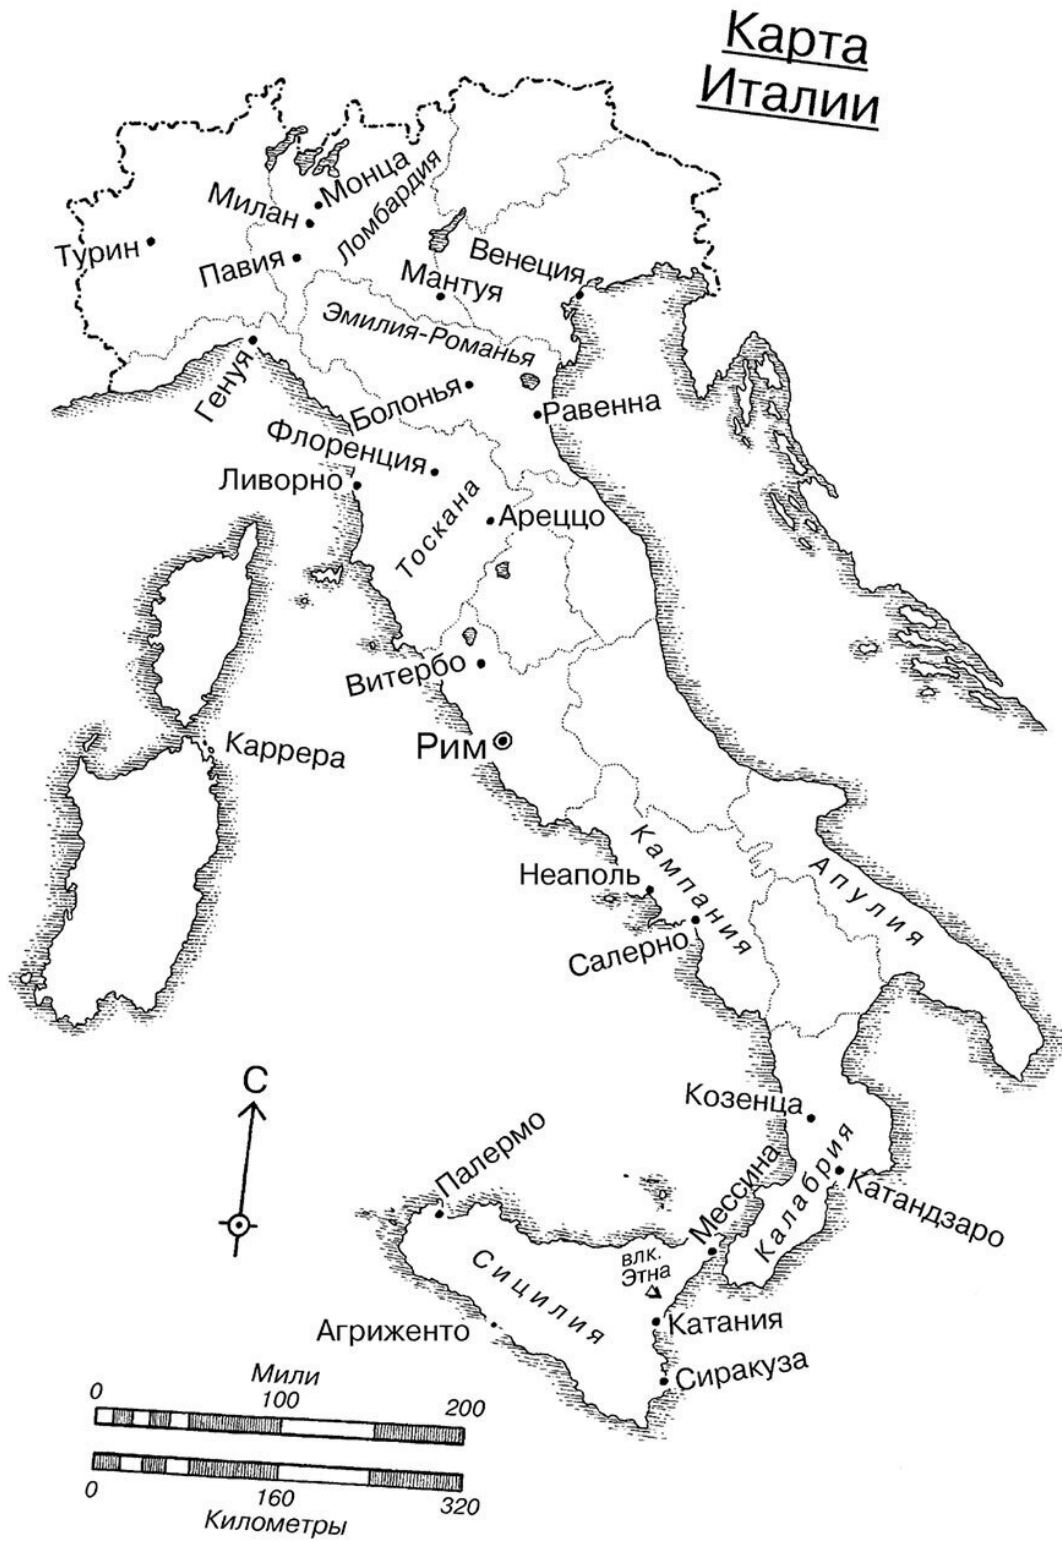 Карта
Италии
Монца
Милан
Ломбардия
Турин
Павия
Венеция
Мантуя
Эмилия-Романья
Генуя
Болонья
Равенна
Флоренция
Ливорно
Тоскана
Ареццо
Витербо
Рим
Каррера
Кампания
Неаполь
Апулия
Салерно
С
Козенца
Палермо
Мессина
Калабрия
Катандзаро
влк.
Этна
Сицилия
Агриженто
Катания
Сиракуза
Мили
0 100 200
0 160 320
Километры